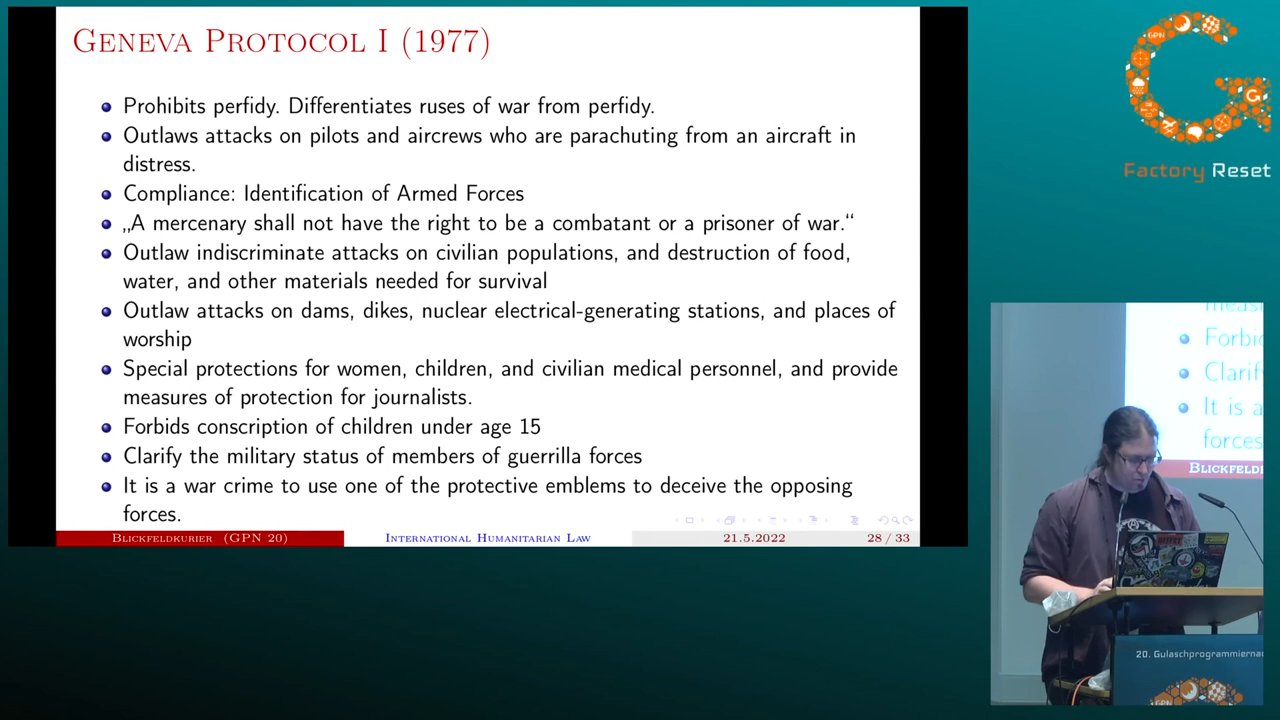 GENEVA PROTOCOL I (1977)
Prohibits perfidy. Differentiates ruses of war from perfidy.
Outlaws attacks on pilots and aircrews who are parachuting from an aircraft in
distress.
Compliance: Identification of Armed Forces
„A mercenary shall not have the right to be a combatant or a prisoner of war.“
Outlaw indiscriminate attacks on civilian populations, and destruction of food,
water, and other materials needed for survival
Outlaw attacks on dams, dikes, nuclear electrical-generating stations, and places of
worship
Special protections for women, children, and civilian medical personnel, and provide
measures of protection for journalists.
Forbids conscription of children under age 15
Clarify the military status of members of guerrilla forces
It is a war crime to use one of the protective emblems to deceive the opposing
forces.
BLICKFELDKURIER (GPN 20)
INTERNATIONAL HUMANITARIAN LAW
21.5.2022
28 / 33
GPN
G
Factory Reset
measu
Forbi
Clarif
It is a
forces
BLICKFELD
20. Gulaschprogrammierna